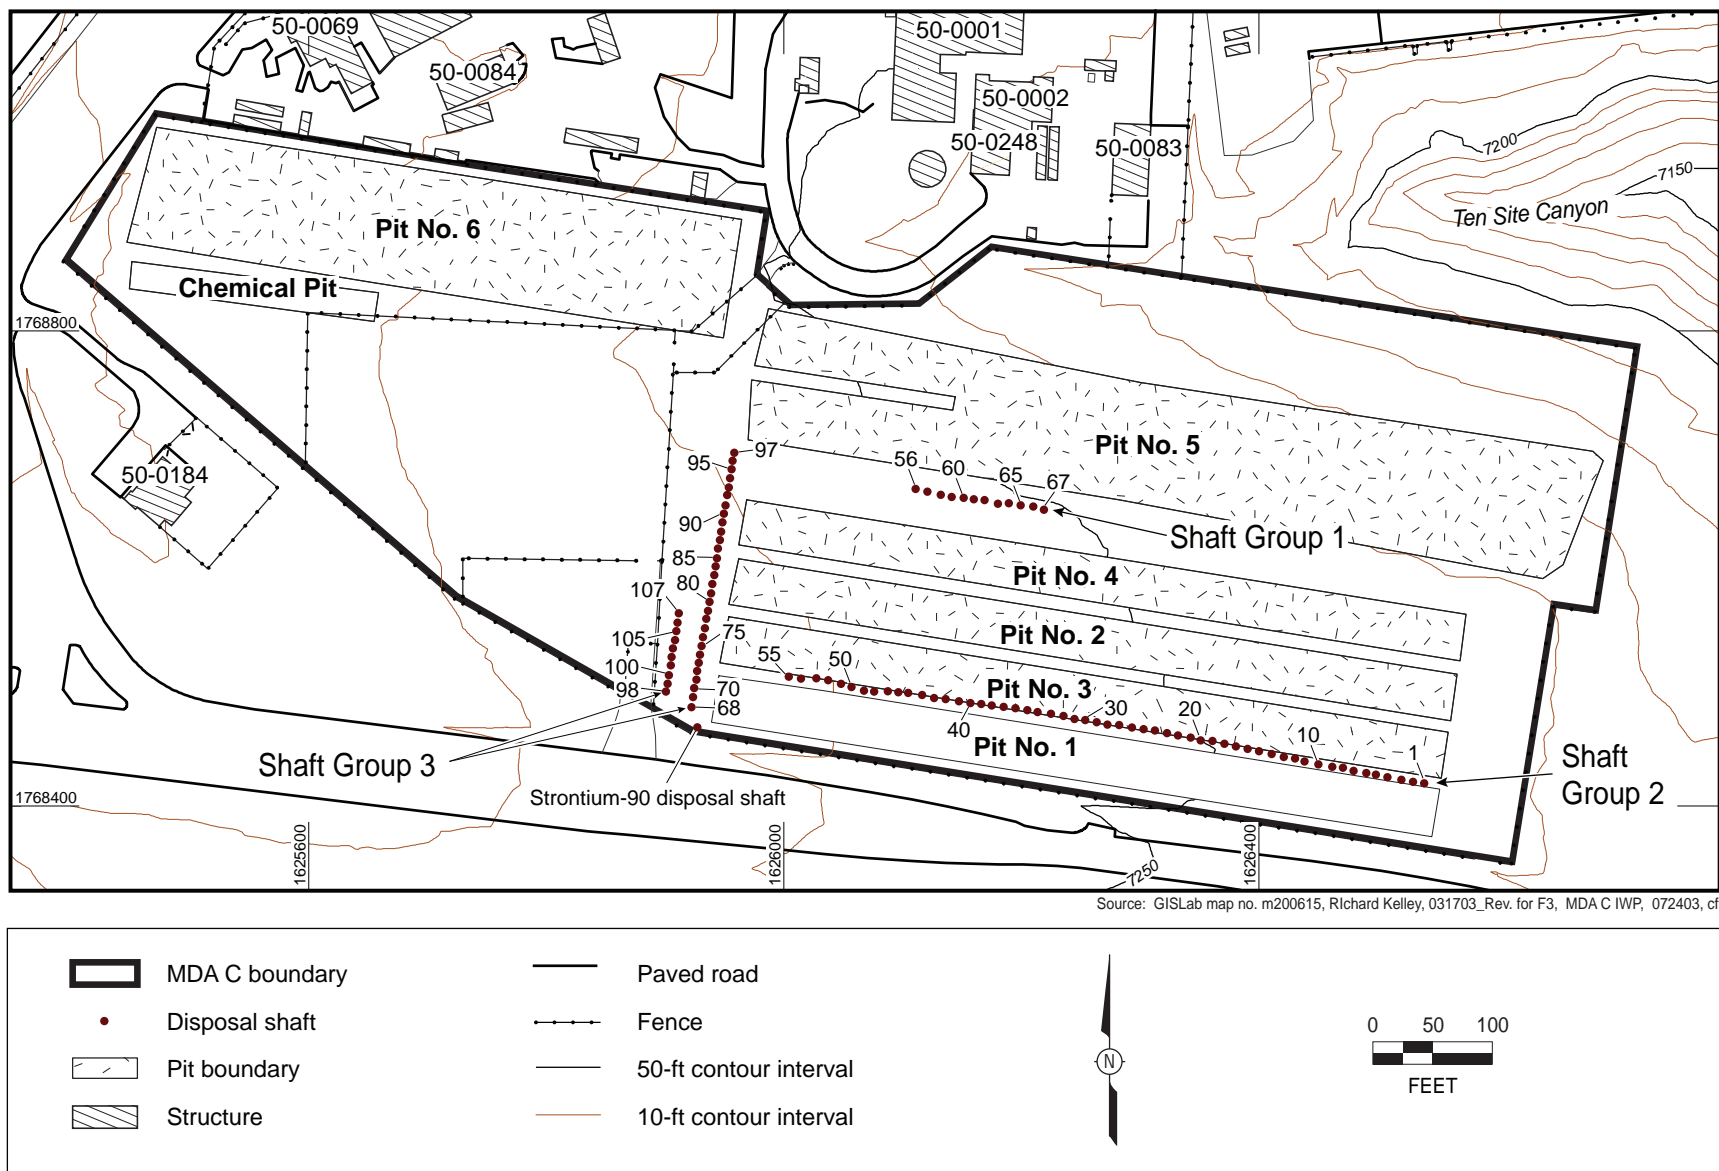 50-0069
50-0001
50-0084
50-0002
50-0248
50-0083
7200
7150
Ten Site Canyon
Pit No. 6
Chemical Pit
1768800
50-0184
Pit No. 5
97
95
90
85
80
107
105
100
98
75
70
68
56
60
65
67
Shaft Group 1
Pit No. 4
Pit No. 2
55
50
Pit No. 3
40
30
20
10
1
Pit No. 1
Shaft Group 3
Shaft
Group 2
Strontium-90 disposal shaft
1768400
1625600
1626000
1626400
7250
Source: GISLab map no. m200615, RIchard Kelley, 031703_Rev. for F3, MDA C IWP, 072403, cf
MDA C boundary
Disposal shaft
Pit boundary
Structure
Paved road
Fence
50-ft contour interval
10-ft contour interval
N
0 50 100
FEET